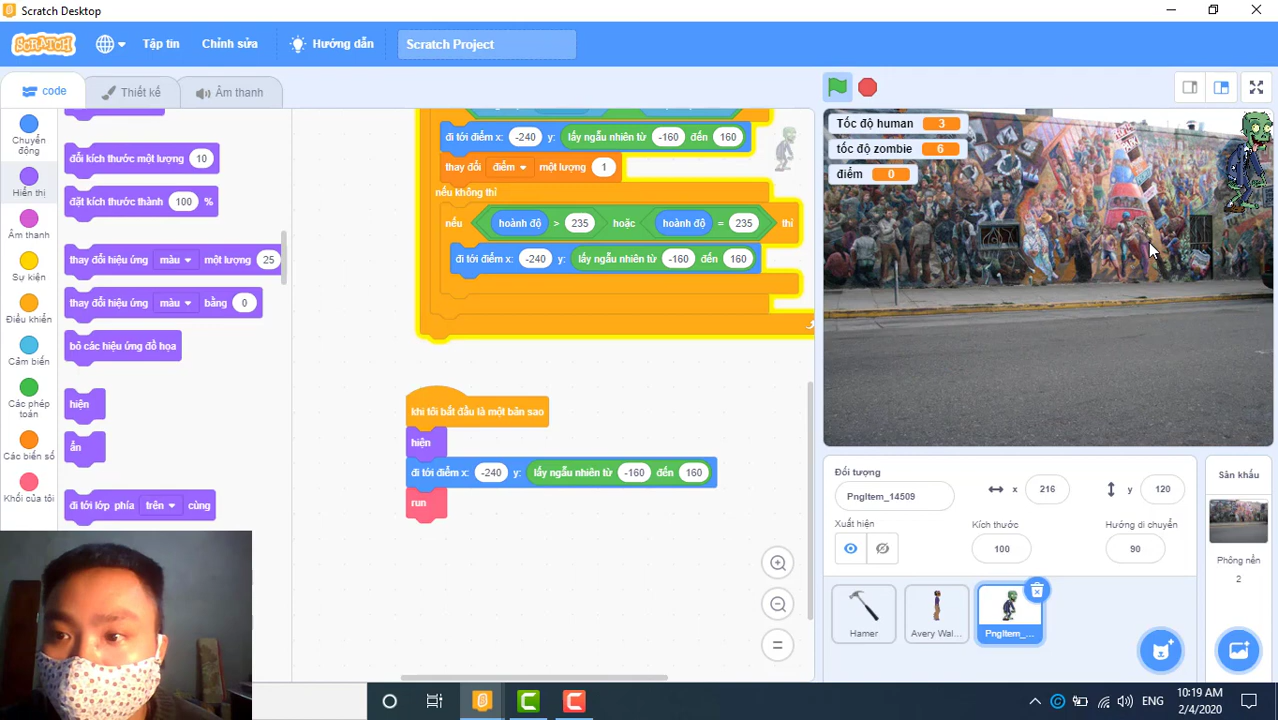 Scratch Desktop
SCRATCH
Tập tin
Chỉnh sửa
Hướng dẫn
Scratch Project
code
Thiết kế
Âm thanh
Chuyển động
Hiển thị
Âm thanh
Sự kiện
Điều khiển
Cảm biến
Các phép toán
Các biến số
Khối của tôi
đổi kích thước một lượng 10
đặt kích thước thành 100 %
thay đổi hiệu ứng màu một lượng 25
thay đổi hiệu ứng màu bằng 0
bỏ các hiệu ứng đồ họa
hiện
ẩn
đi tới lớp phía trên cùng
đi tới điểm x: -240 y: lấy ngẫu nhiên từ -160 đến 160
thay đổi điểm một lượng 1
nếu không thì
nếu hoành độ > 235 hoặc hoành độ = 235 thì
đi tới điểm x: -240 y: lấy ngẫu nhiên từ -160 đến 160
khi tôi bắt đầu là một bản sao
hiện
đi tới điểm x: -240 y: lấy ngẫu nhiên từ -160 đến 160
run
Tốc độ human 3
tốc độ zombie 6
điểm 0
Đối tượng
PngItem_14509
x 216
y 120
Xuất hiện
Kích thước
100
Hướng di chuyển
90
Hamer
Avery Wal...
PngItem_...
Sân khấu
Phông nền
2
ENG
10:19 AM
2/4/2020